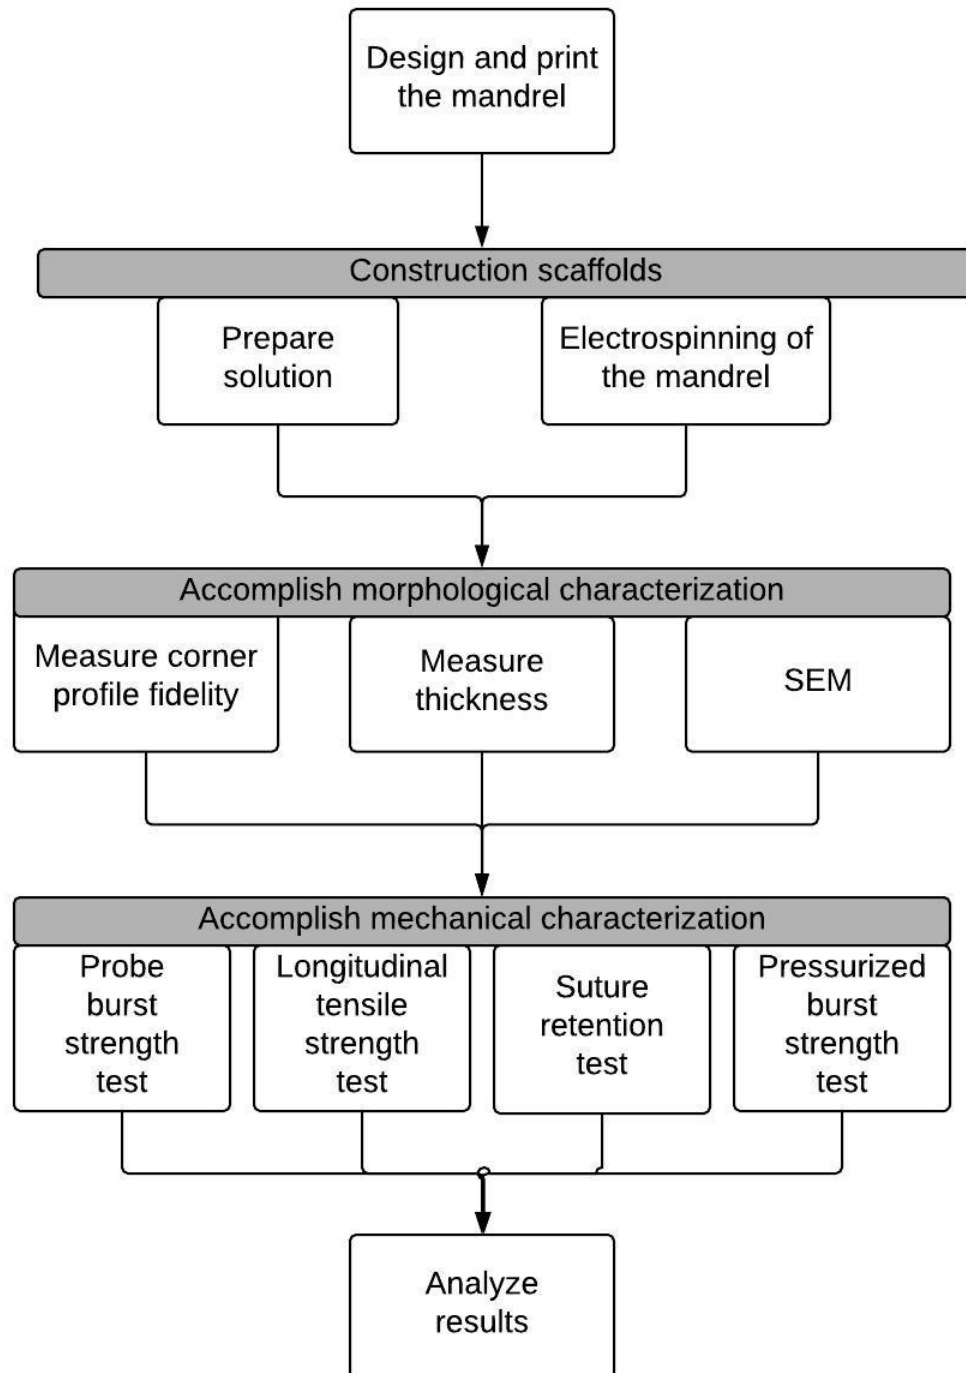 Design and print
the mandrel
Construction scaffolds
Prepare
solution
Electrospinning of
the mandrel
Accomplish morphological characterization
Measure corner
profile fidelity
Measure
thickness
SEM
Accomplish mechanical characterization
Probe
burst
strength
test
Longitudinal
tensile
strength
test
Suture
retention
test
Pressurized
burst
strength
test
Analyze
results